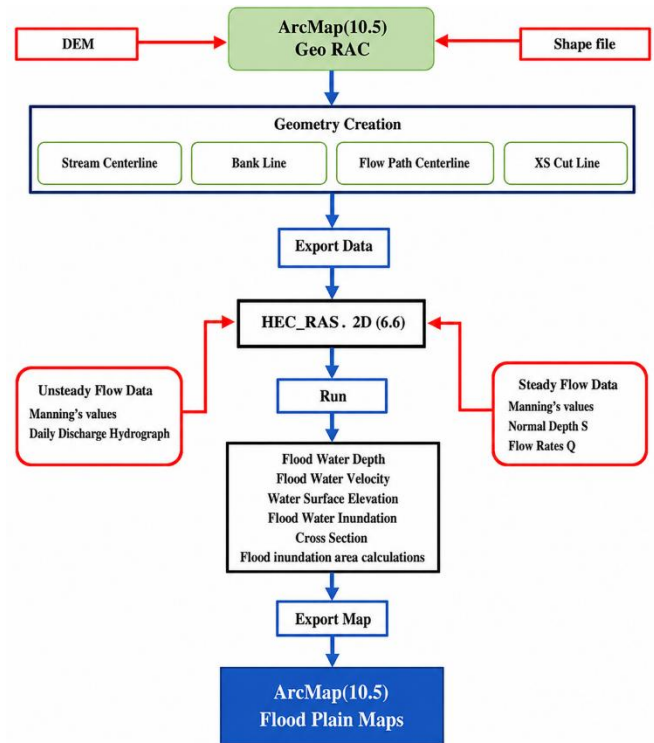 DEM
ArcMap(10.5)
Geo RAC
Shape file
Geometry Creation
Stream Centerline
Bank Line
Flow Path Centerline
XS Cut Line
Export Data
HEC_RAS . 2D (6.6)
Unsteady Flow Data
Manning's values
Daily Discharge Hydrograph
Run
Steady Flow Data
Manning's values
Normal Depth S
Flow Rates Q
Flood Water Depth
Flood Water Velocity
Water Surface Elevation
Flood Water Inundation
Cross Section
Flood inundation area calculations
Export Map
ArcMap(10.5)
Flood Plain Maps